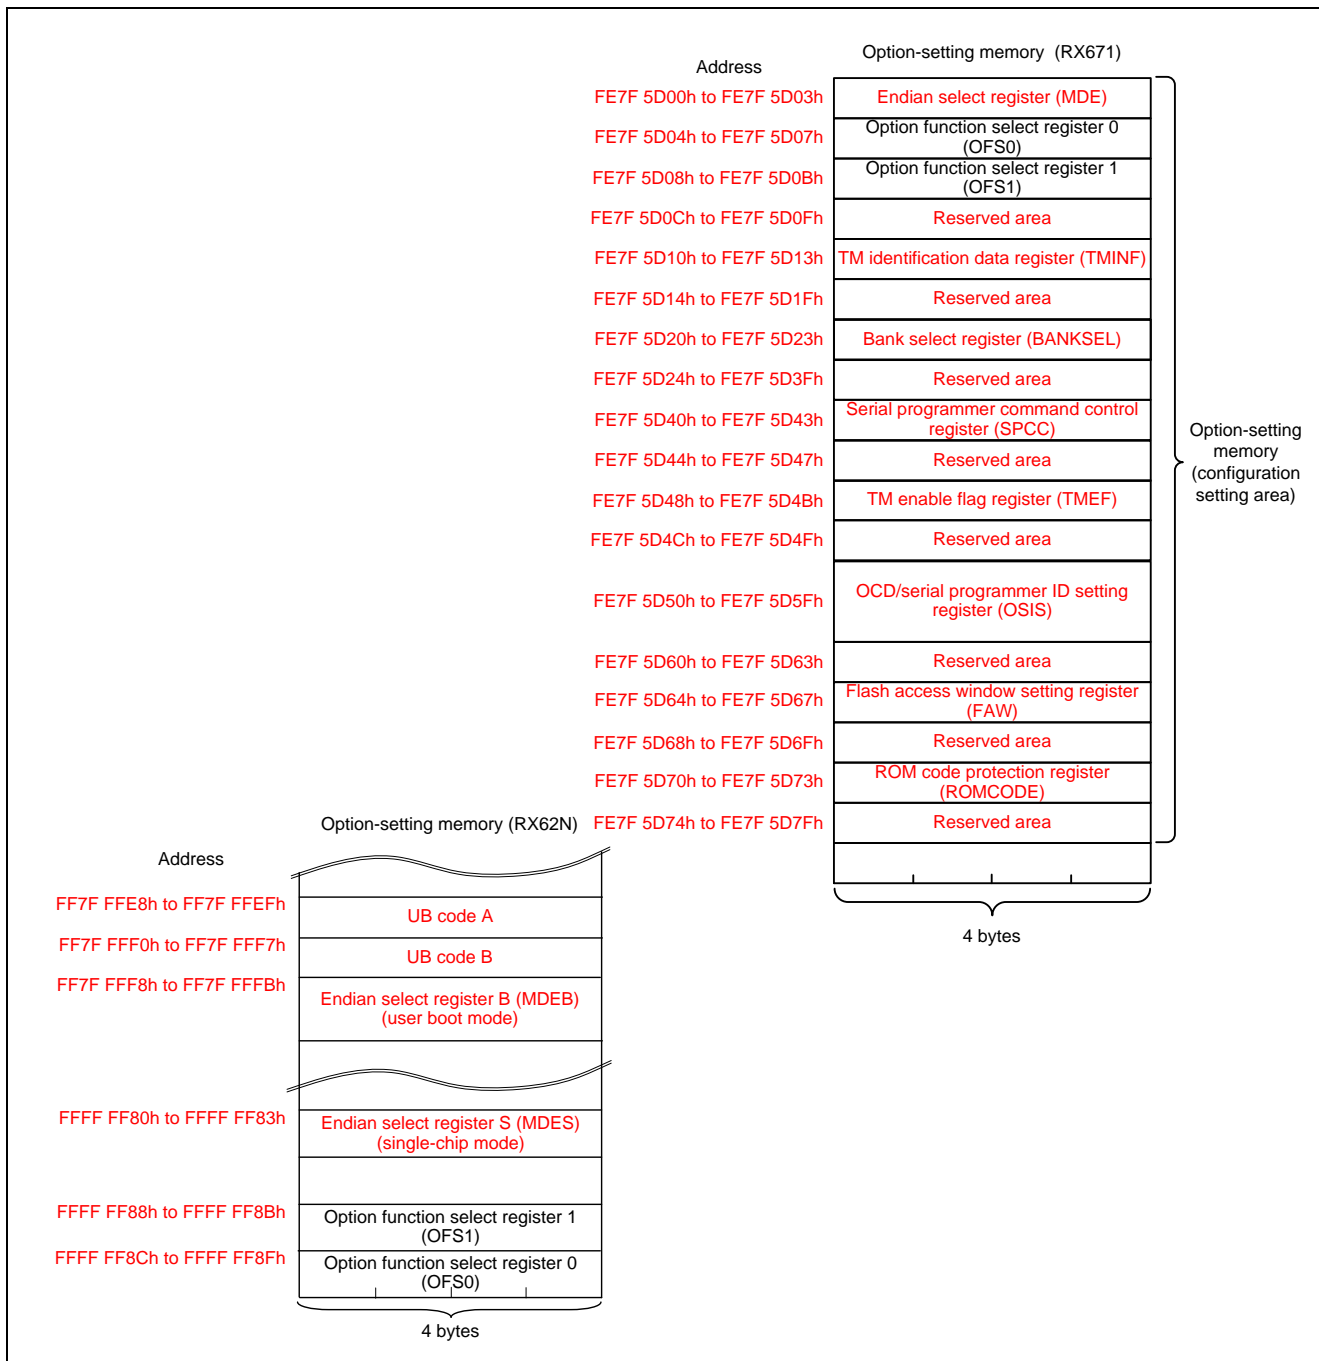 Option-setting memory (RX671)
Address
FE7F 5D00h to FE7F 5D03h
Endian select register (MDE)
FE7F 5D04h to FE7F 5D07h
Option function select register 0
(OFS0)
FE7F 5D08h to FE7F 5D0Bh
Option function select register 1
(OFS1)
FE7F 5D0Ch to FE7F 5D0Fh
Reserved area
FE7F 5D10h to FE7F 5D13h
TM identification data register (TMINF)
FE7F 5D14h to FE7F 5D1Fh
Reserved area
FE7F 5D20h to FE7F 5D23h
Bank select register (BANKSEL)
FE7F 5D24h to FE7F 5D3Fh
Reserved area
FE7F 5D40h to FE7F 5D43h
Serial programmer command control
register (SPCC)
FE7F 5D44h to FE7F 5D47h
Reserved area
FE7F 5D48h to FE7F 5D4Bh
TM enable flag register (TMEF)
FE7F 5D4Ch to FE7F 5D4Fh
Reserved area
FE7F 5D50h to FE7F 5D5Fh
OCD/serial programmer ID setting
register (OSIS)
FE7F 5D60h to FE7F 5D63h
Reserved area
FE7F 5D64h to FE7F 5D67h
Flash access window setting register
(FAW)
FE7F 5D68h to FE7F 5D6Fh
Reserved area
FE7F 5D70h to FE7F 5D73h
ROM code protection register
(ROMCODE)
FE7F 5D74h to FE7F 5D7Fh
Reserved area
Option-setting
memory
(configuration
setting area)
4 bytes
Option-setting memory (RX62N)
Address
FF7F FFE8h to FF7F FFEFh
UB code A
FF7F FFF0h to FF7F FFF7h
UB code B
FF7F FFF8h to FF7F FFFBh
Endian select register B (MDEB)
(user boot mode)
FFFF FF80h to FFFF FF83h
Endian select register S (MDES)
(single-chip mode)
FFFF FF88h to FFFF FF8Bh
Option function select register 1
(OFS1)
FFFF FF8Ch to FFFF FF8Fh
Option function select register 0
(OFS0)
4 bytes